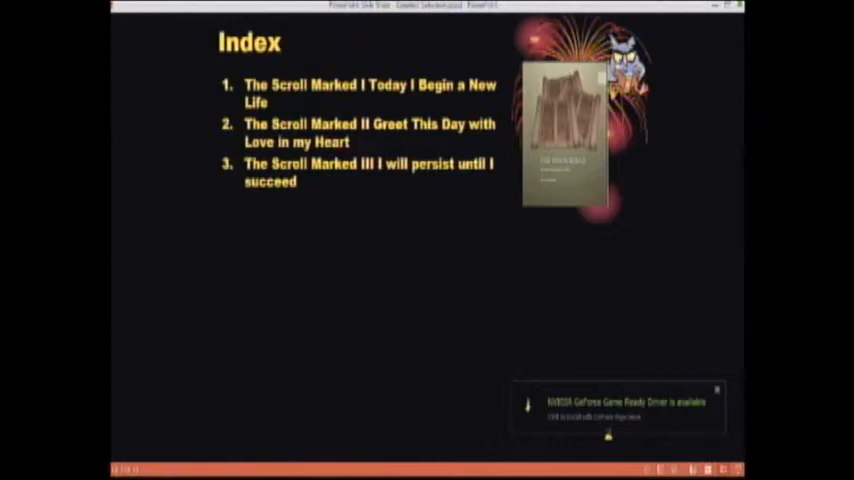 Index
1. The Scroll Marked I Today I Begin a New
Life
2. The Scroll Marked II Greet This Day with
Love in my Heart
3. The Scroll Marked III I will persist until I
succeed
NVIDIA GeForce Game Ready Driver is available